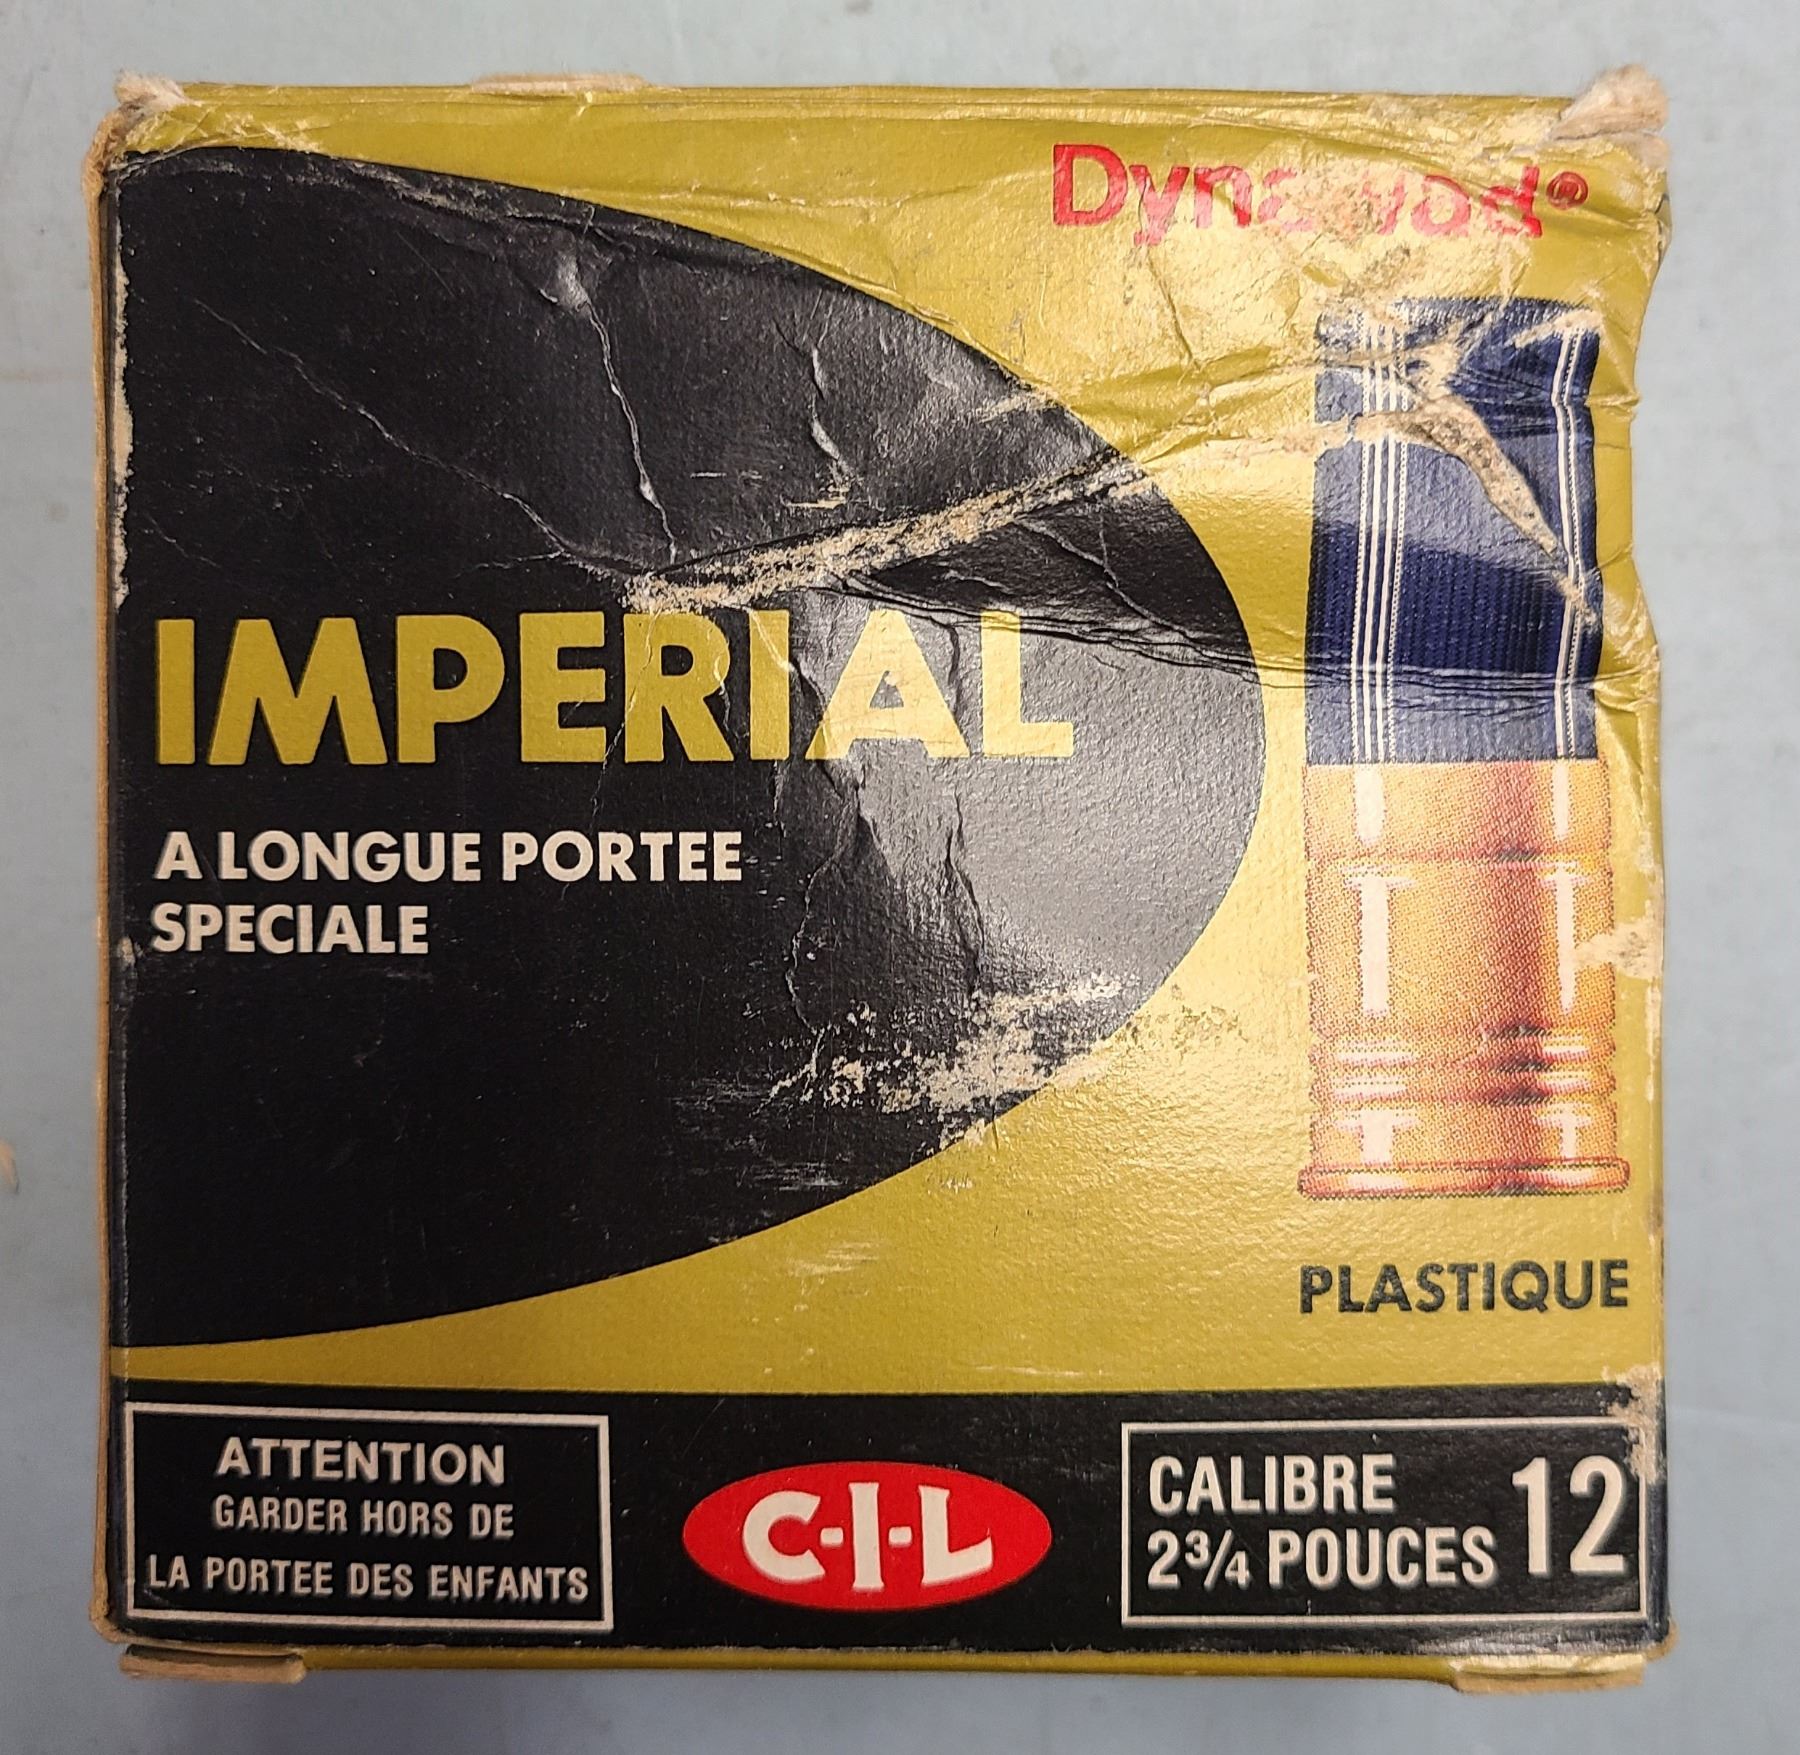 IMPERIAL
A LONGUE PORTEE
SPECIALE
PLASTIQUE
ATTENTION
GARDER HORS DE
LA PORTEE DES ENFANTS
C-I-L
CALIBRE 12
2¾ POUCES